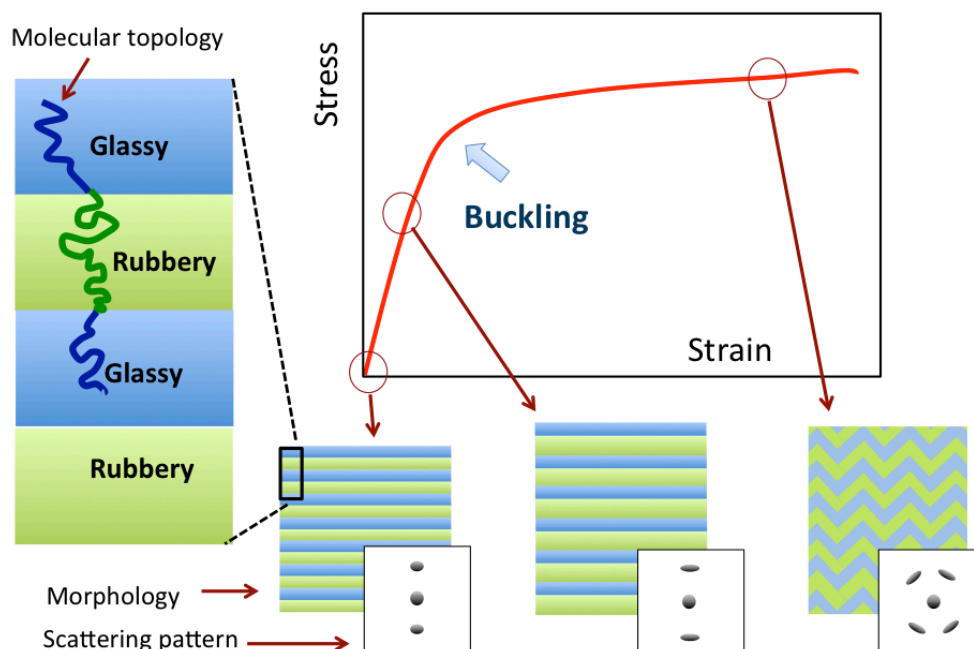 Molecular topology
Glassy
Rubbery
Glassy
Rubbery
Stress
Buckling
Strain
Morphology
Scattering pattern